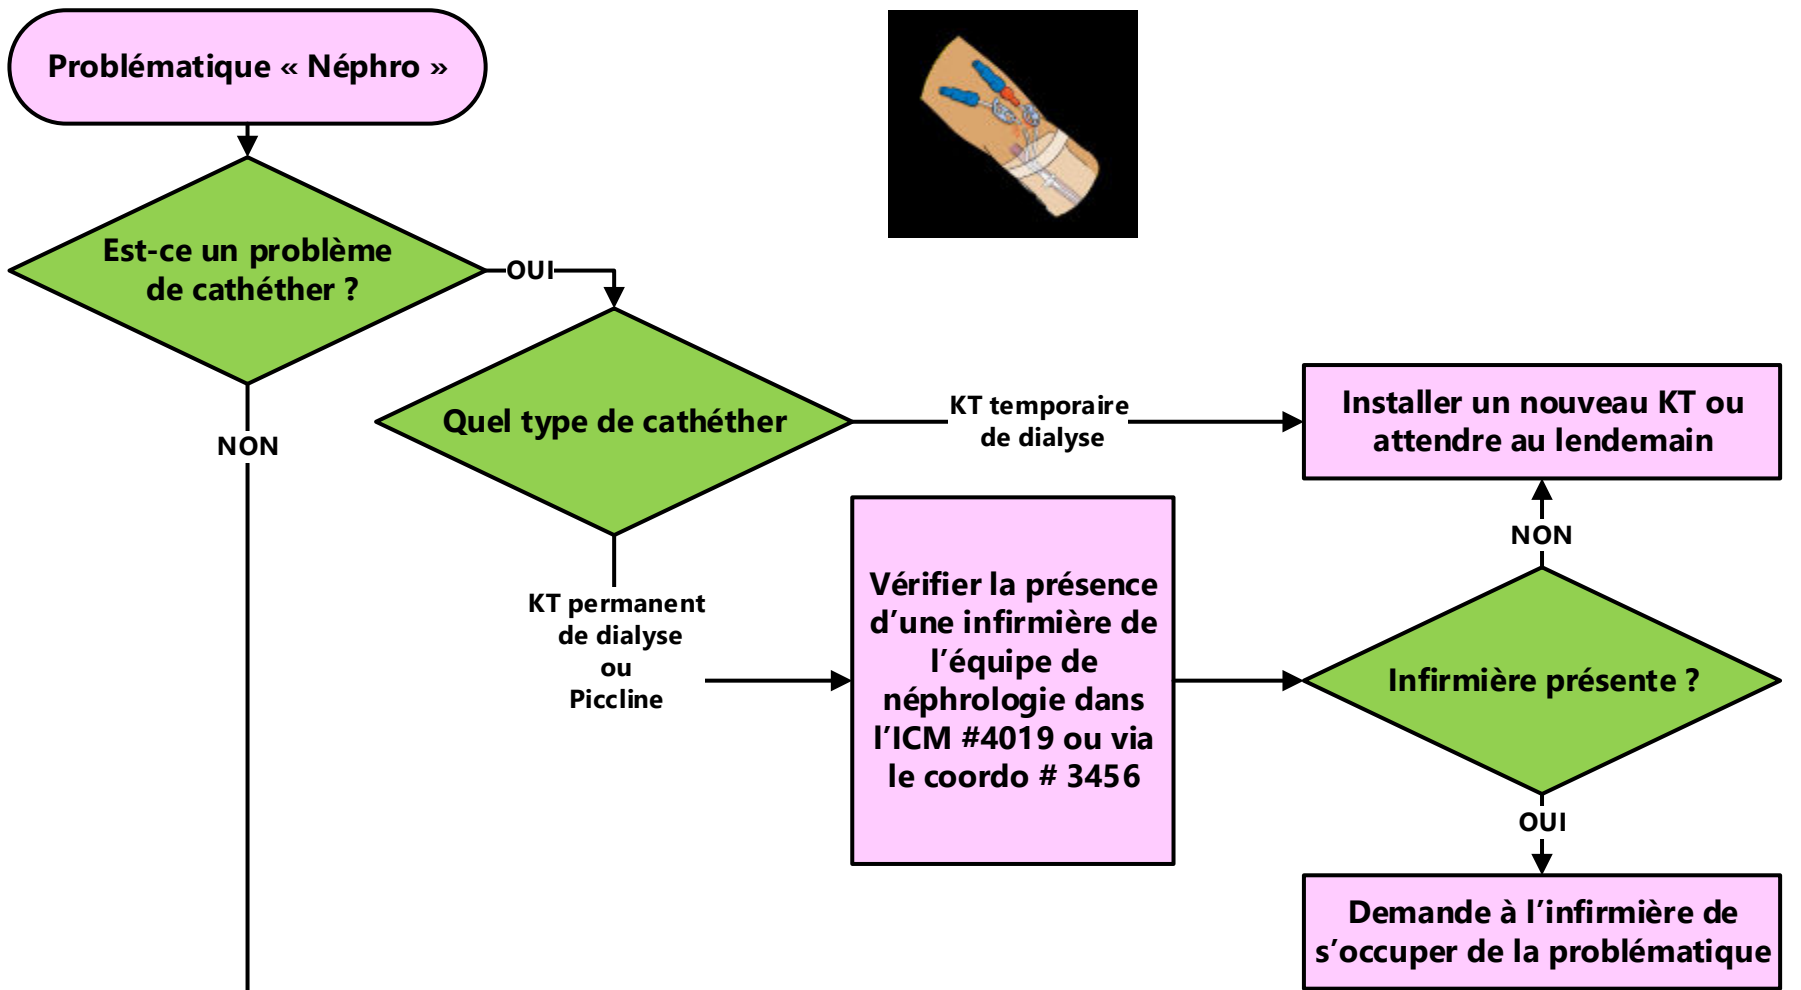 Problématique « Néphro »
Est-ce un problème
de cathéther ?
OUI
NON
Quel type de cathéther
KT temporaire
de dialyse
Installer un nouveau KT ou
attendre au lendemain
KT permanent
de dialyse
ou
Piccline
Vérifier la présence
d’une infirmière de
l’équipe de
néphrologie dans
l’ICM #4019 ou via
le coordo # 3456
NON
Infirmière présente ?
OUI
Demande à l’infirmière de
s’occuper de la problématique